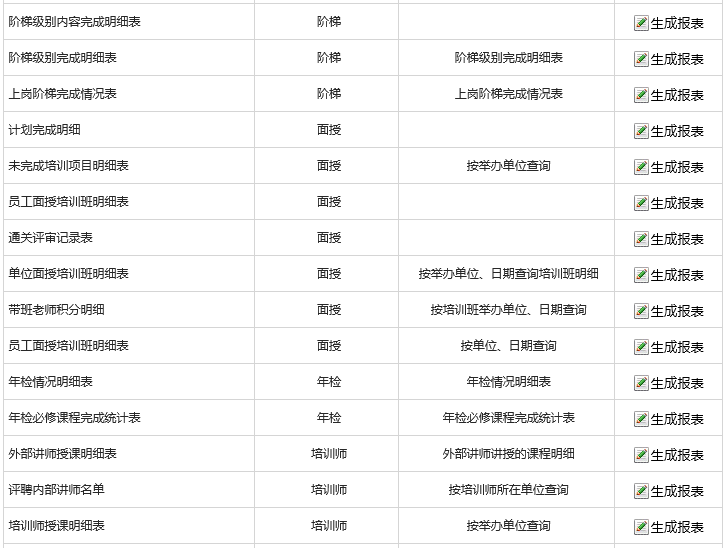 阶梯级别内容完成明细表 阶梯 生成报表
阶梯级别完成明细表 阶梯 阶梯级别完成明细表 生成报表
上岗阶梯完成情况表 阶梯 上岗阶梯完成情况表 生成报表
计划完成明细 面授 生成报表
未完成培训项目明细表 面授 按举办单位查询 生成报表
员工面授培训班明细表 面授 生成报表
通关评审记录表 面授 生成报表
单位面授培训班明细表 面授 按举办单位、日期查询培训班明细 生成报表
带班老师积分明细 面授 按培训班举办单位、日期查询 生成报表
员工面授培训班明细表 面授 按单位、日期查询 生成报表
年检情况明细表 年检 年检情况明细表 生成报表
年检必修课程完成统计表 年检 年检必修课程完成统计表 生成报表
外部讲师授课明细表 培训师 外部讲师讲授的课程明细 生成报表
评聘内部讲师名单 培训师 按培训师所在单位查询 生成报表
培训师授课明细表 培训师 按举办单位查询 生成报表